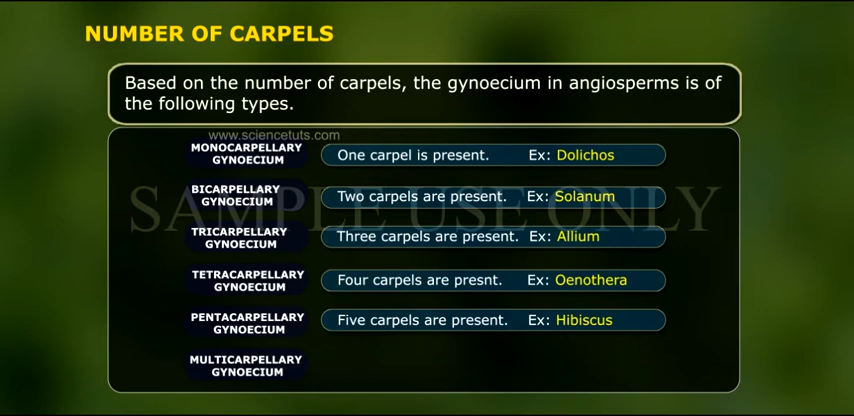 NUMBER OF CARPELS
Based on the number of carpels, the gynoecium in angiosperms is of
the following types.
www.sciencetuts.com
MONOCARPELLARY
GYNOECIUM
One carpel is present. Ex: Dolichos
BICARPELLARY
GYNOECIUM
Two carpels are present. Ex: Solanum
SAMPLE USE ONLY
TRICARPELLARY
GYNOECIUM
Three carpels are present. Ex: Allium
TETRACARPELLARY
GYNOECIUM
Four carpels are presnt. Ex: Oenothera
PENTACARPELLARY
GYNOECIUM
Five carpels are present. Ex: Hibiscus
MULTICARPELLARY
GYNOECIUM